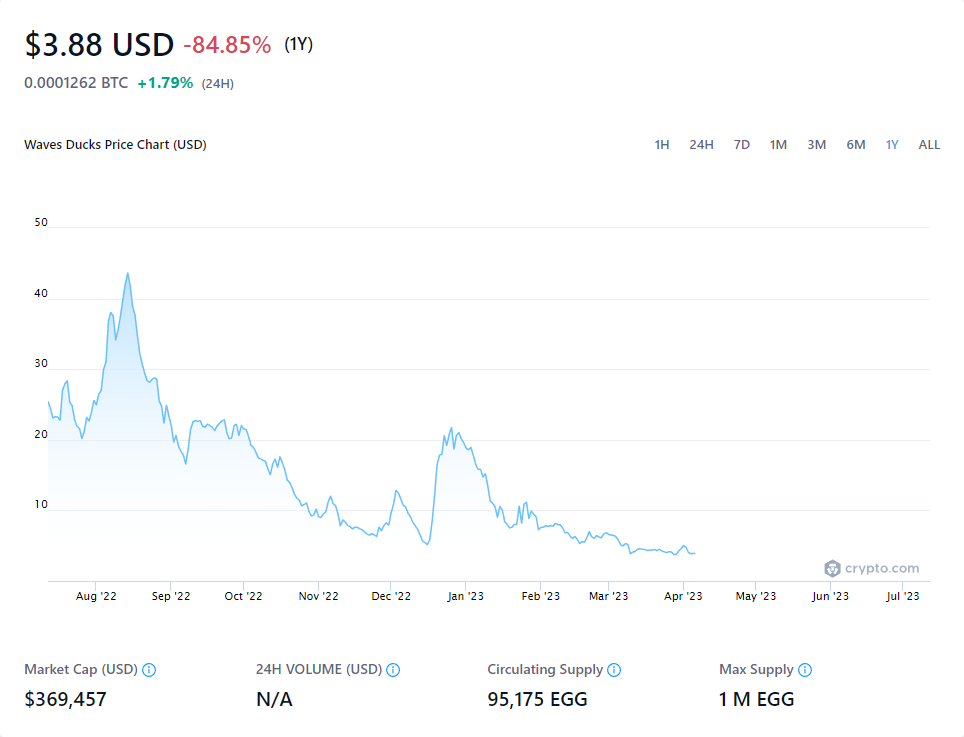 $3.88 USD -84.85% (1Y)
0.0001262 BTC +1.79% (24H)
Waves Ducks Price Chart (USD) 1H 24H 7D 1M 3M 6M 1Y ALL
50
40
30
20
10
crypto.com
Aug '22 Sep '22 Oct '22 Nov '22 Dec '22 Jan '23 Feb '23 Mar '23 Apr '23 May '23 Jun '23 Jul '23
Market Cap (USD) 24H VOLUME (USD) Circulating Supply Max Supply
$369,457 N/A 95,175 EGG 1 M EGG